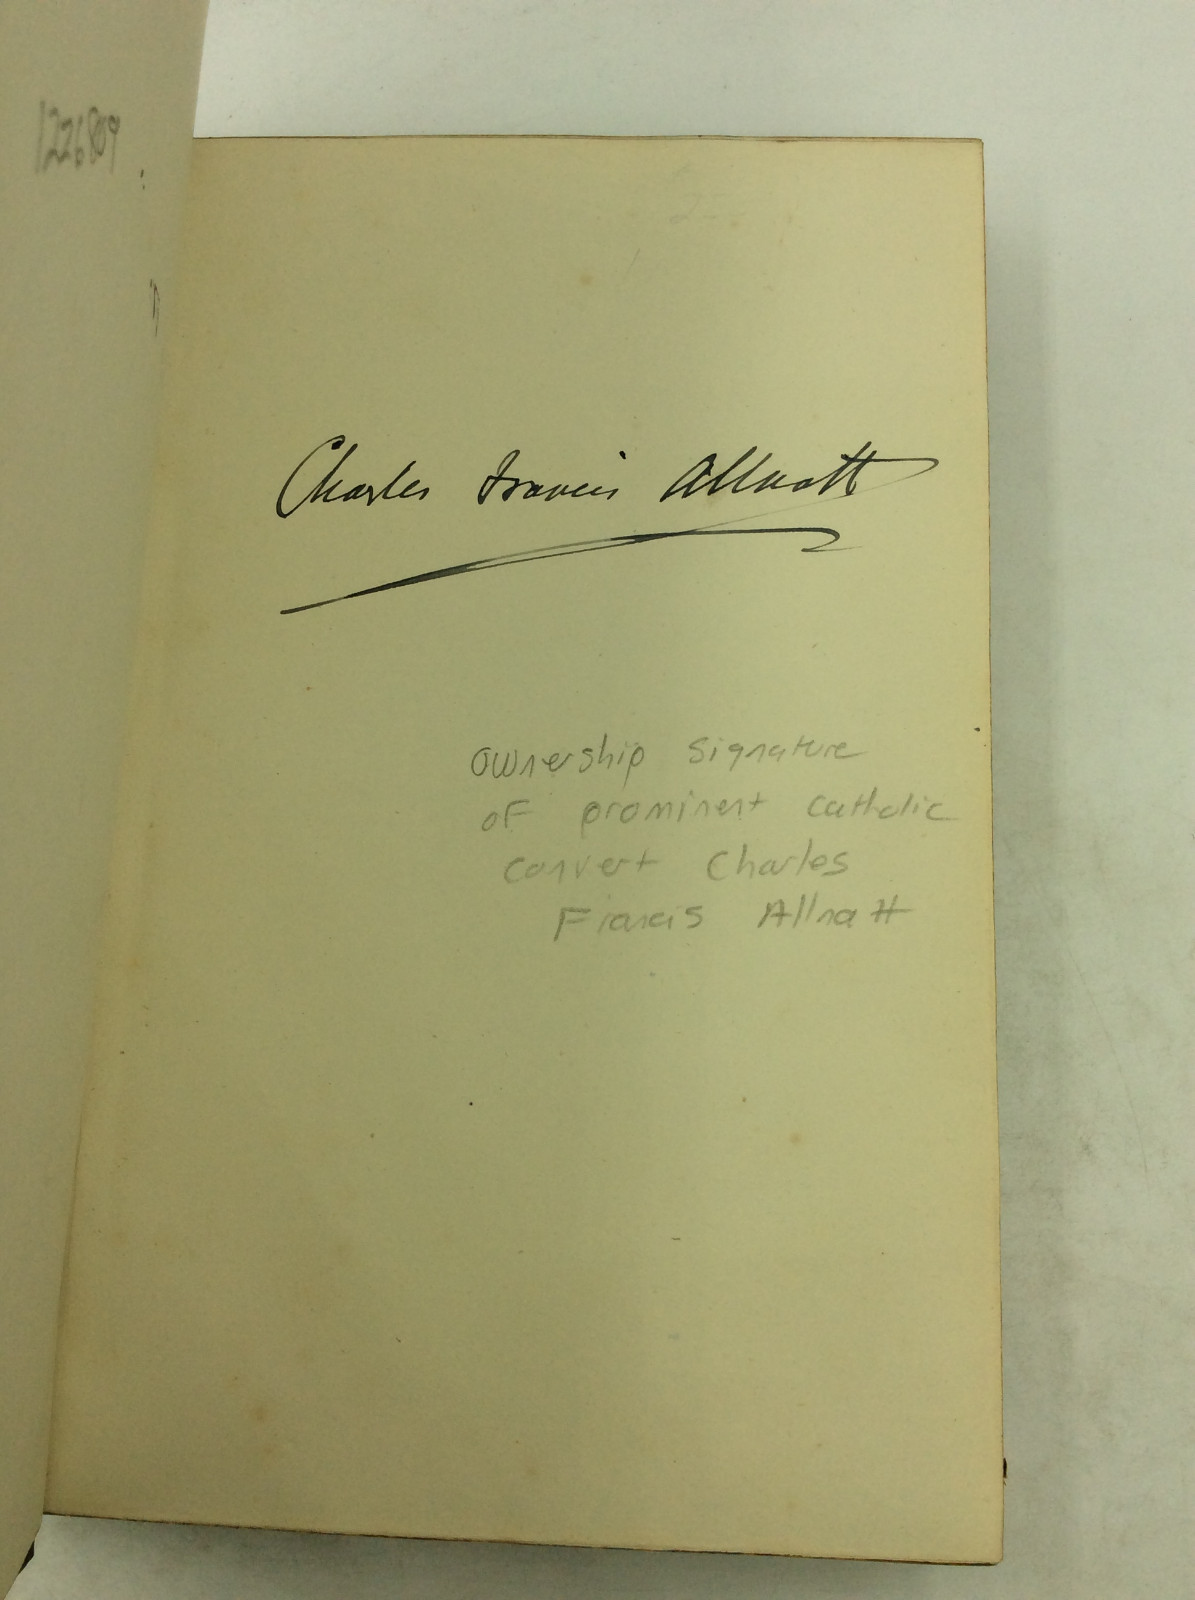 1226809
Charles Francis Allnatt
Ownership signature
of prominent catholic
convert Charles
Francis Allnatt